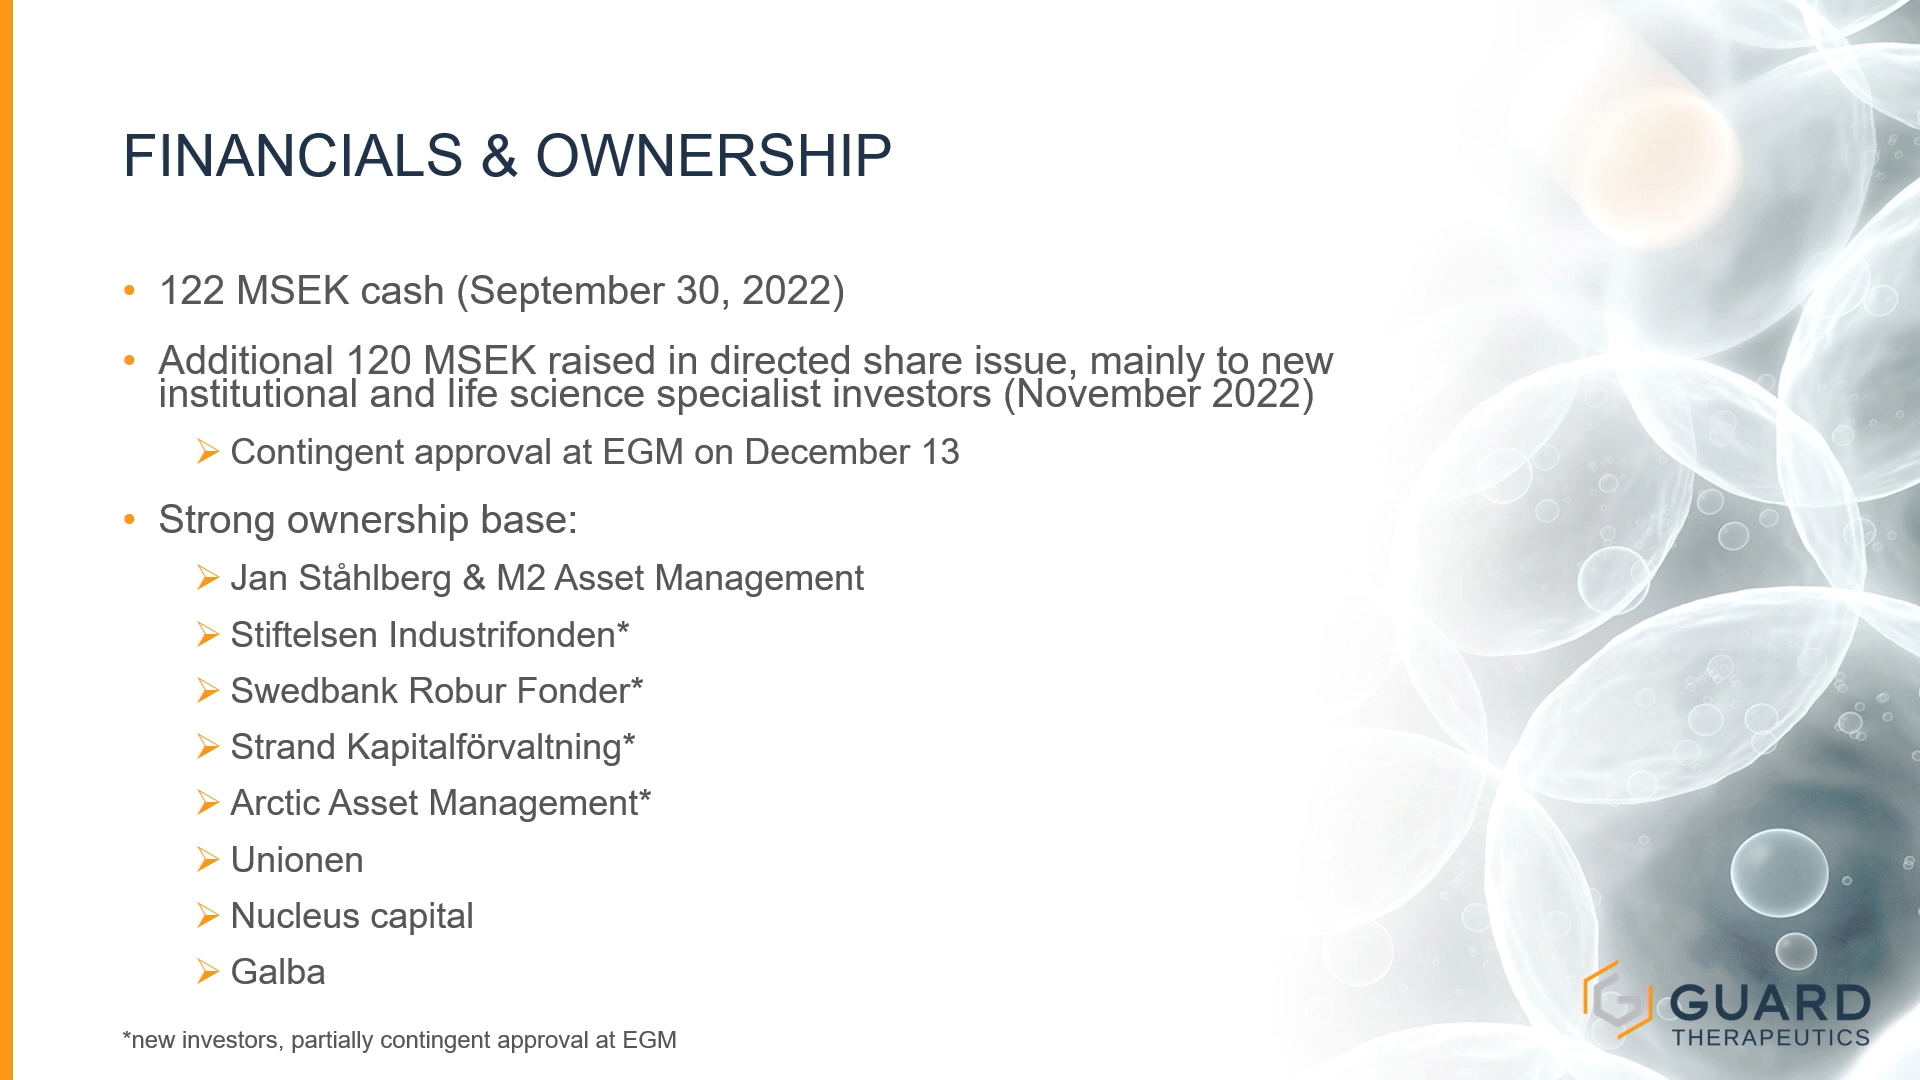 FINANCIALS & OWNERSHIP
• 122 MSEK cash (September 30, 2022)
• Additional 120 MSEK raised in directed share issue, mainly to new
institutional and life science specialist investors (November 2022)
➢ Contingent approval at EGM on December 13
• Strong ownership base:
➢ Jan Ståhlberg & M2 Asset Management
➢ Stiftelsen Industrifonden*
➢ Swedbank Robur Fonder*
➢ Strand Kapitalförvaltning*
➢ Arctic Asset Management*
➢ Unionen
➢ Nucleus capital
➢ Galba
*new investors, partially contingent approval at EGM
GUARD
THERAPEUTICS